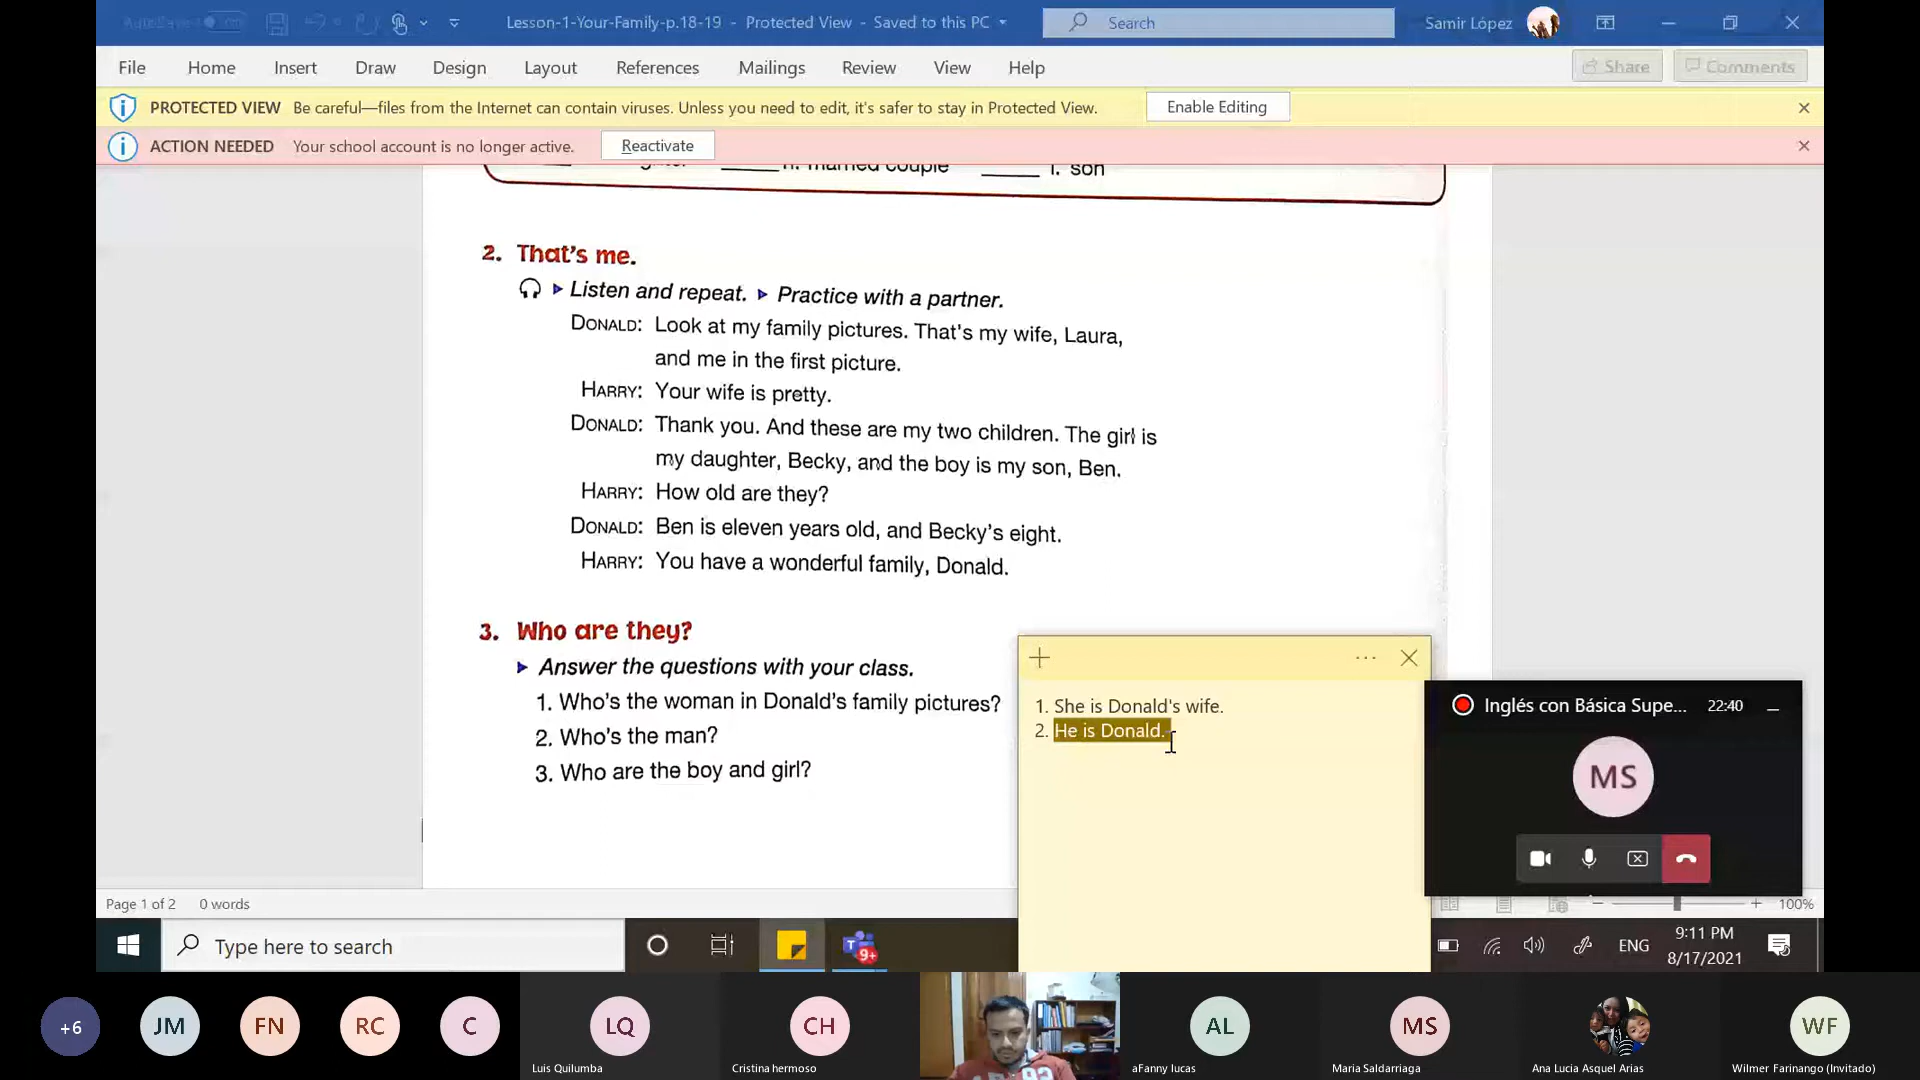 Lesson-1-Your-Family-p.18-19 - Protected View - Saved to this PC
Search
Samir López
File Home Insert Draw Design Layout References Mailings Review View Help
Share Comments
PROTECTED VIEW Be careful—files from the Internet can contain viruses. Unless you need to edit, it's safer to stay in Protected View. Enable Editing
ACTION NEEDED Your school account is no longer active. Reactivate
married couple _____ i. son
2. That's me.
Listen and repeat. Practice with a partner.
DONALD: Look at my family pictures. That's my wife, Laura,
and me in the first picture.
HARRY: Your wife is pretty.
DONALD: Thank you. And these are my two children. The girl is
my daughter, Becky, and the boy is my son, Ben.
HARRY: How old are they?
DONALD: Ben is eleven years old, and Becky's eight.
HARRY: You have a wonderful family, Donald.
3. Who are they?
Answer the questions with your class.
1. Who's the woman in Donald's family pictures?
2. Who's the man?
3. Who are the boy and girl?
1. She is Donald's wife.
2. He is Donald.
Inglés con Básica Supe... 22:40
MS
Page 1 of 2 0 words
100%
Type here to search
9+
ENG
9:11 PM
8/17/2021
+6 JM FN RC C LQ CH AL MS WF
Luis Quilumba Cristina hermoso aFanny lucas Maria Saldarriaga Ana Lucia Asquel Arias Wilmer Farinango (Invitado)